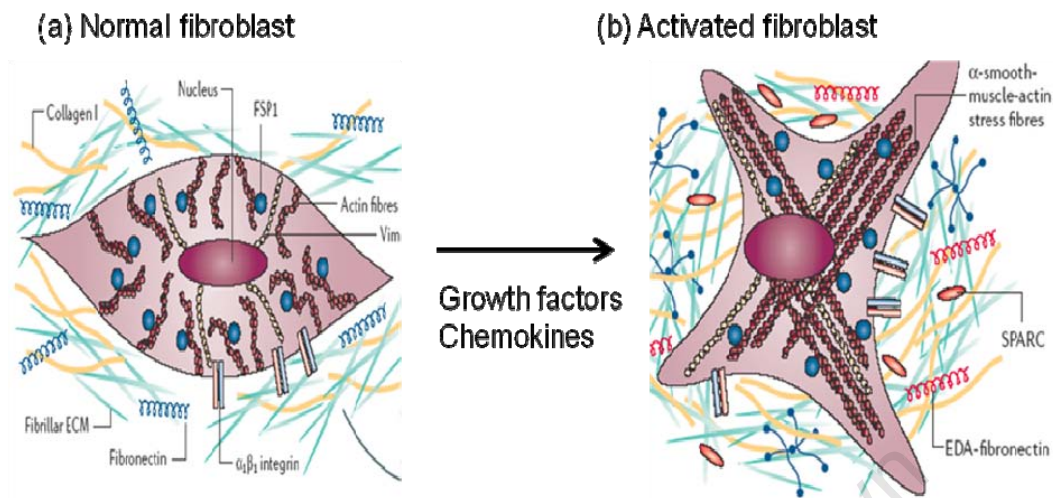 (a) Normal fibroblast
(b) Activated fibroblast
Nucleus
Collagen I
FSP1
Actin fibres
Vim
Fibrillar ECM
Fibronectin
α₁β₁ integrin
Growth factors
Chemokines
α-smooth-
muscle-actin
stress fibres
SPARC
EDA-fibronectin